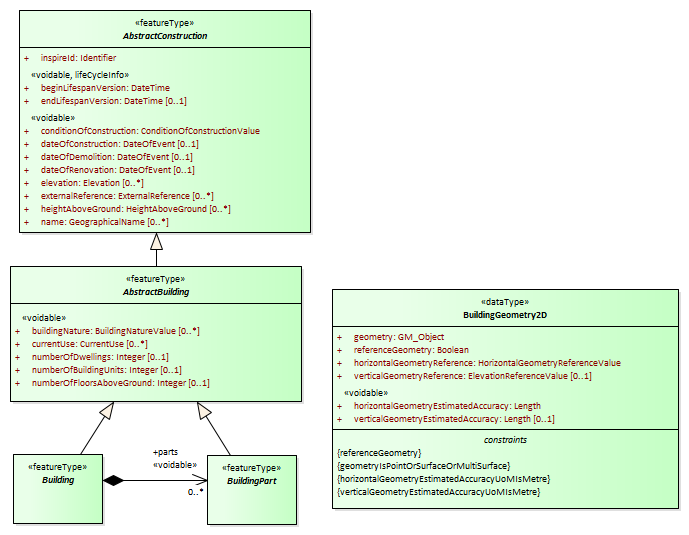 «featureType»
AbstractConstruction
+ inspireId: Identifier
«voidable, lifeCycleInfo»
+ beginLifespanVersion: DateTime
+ endLifespanVersion: DateTime [0..1]
«voidable»
+ conditionOfConstruction: ConditionOfConstructionValue
+ dateOfConstruction: DateOfEvent [0..1]
+ dateOfDemolition: DateOfEvent [0..1]
+ dateOfRenovation: DateOfEvent [0..1]
+ elevation: Elevation [0..*]
+ externalReference: ExternalReference [0..*]
+ heightAboveGround: HeightAboveGround [0..*]
+ name: GeographicalName [0..*]
«featureType»
AbstractBuilding
«voidable»
+ buildingNature: BuildingNatureValue [0..*]
+ currentUse: CurrentUse [0..*]
+ numberOfDwellings: Integer [0..1]
+ numberOfBuildingUnits: Integer [0..1]
+ numberOfFloorsAboveGround: Integer [0..1]
«dataType»
BuildingGeometry2D
+ geometry: GM_Object
+ referenceGeometry: Boolean
+ horizontalGeometryReference: HorizontalGeometryReferenceValue
+ verticalGeometryReference: ElevationReferenceValue [0..1]
«voidable»
+ horizontalGeometryEstimatedAccuracy: Length
+ verticalGeometryEstimatedAccuracy: Length [0..1]
constraints
{referenceGeometry}
{geometryIsPointOrSurfaceOrMultiSurface}
{horizontalGeometryEstimatedAccuracyUoMIsMetre}
{verticalGeometryEstimatedAccuracyUoMIsMetre}
«featureType»
Building
+parts
«voidable»
0..*
«featureType»
BuildingPart